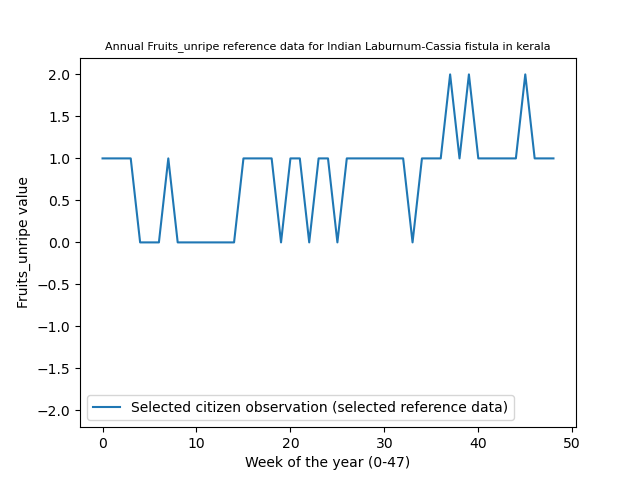 Annual Fruits_unripe reference data for Indian Laburnum-Cassia fistula in kerala
2.0
1.5
1.0
0.5
0.0
−0.5
−1.0
−1.5
−2.0
Fruits_unripe value
Selected citizen observation (selected reference data)
0 10 20 30 40 50
Week of the year (0-47)